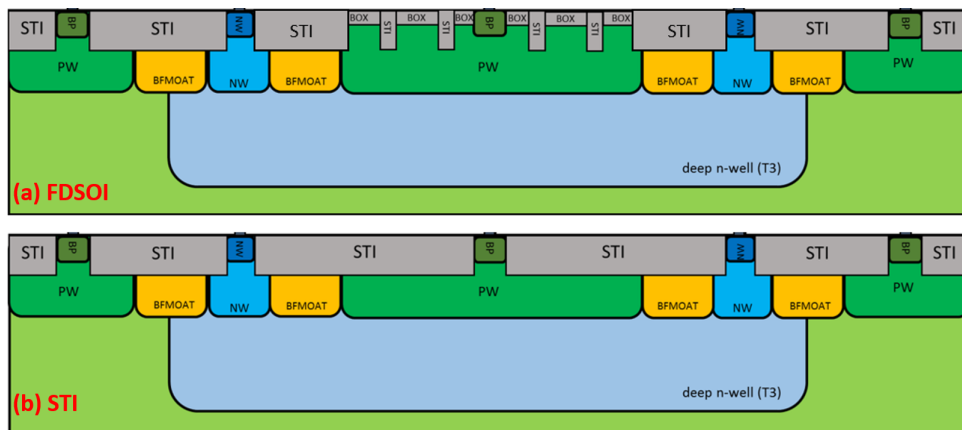 BOX BOX BOX BP BOX BOX BOX
STI BP STI NW STI STI STI STI STI STI NW STI BP STI
PW BFMOAT NW BFMOAT PW BFMOAT NW BFMOAT PW
deep n-well (T3)
(a) FDSOI
STI BP STI NW STI BP STI NW STI BP STI
PW BFMOAT NW BFMOAT PW BFMOAT NW BFMOAT PW
deep n-well (T3)
(b) STI